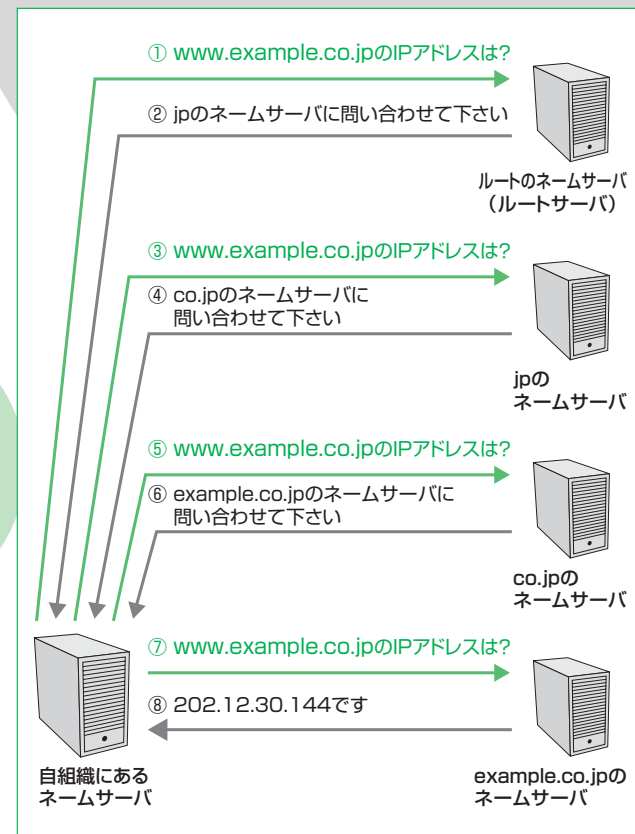 ① www.example.co.jpのIPアドレスは?
② jpのネームサーバに問い合わせて下さい
ルートのネームサーバ
（ルートサーバ）
③ www.example.co.jpのIPアドレスは?
④ co.jpのネームサーバに
問い合わせて下さい
jpの
ネームサーバ
⑤ www.example.co.jpのIPアドレスは?
⑥ example.co.jpのネームサーバに
問い合わせて下さい
co.jpの
ネームサーバ
⑦ www.example.co.jpのIPアドレスは?
⑧ 202.12.30.144です
自組織にある
ネームサーバ
example.co.jpの
ネームサーバ